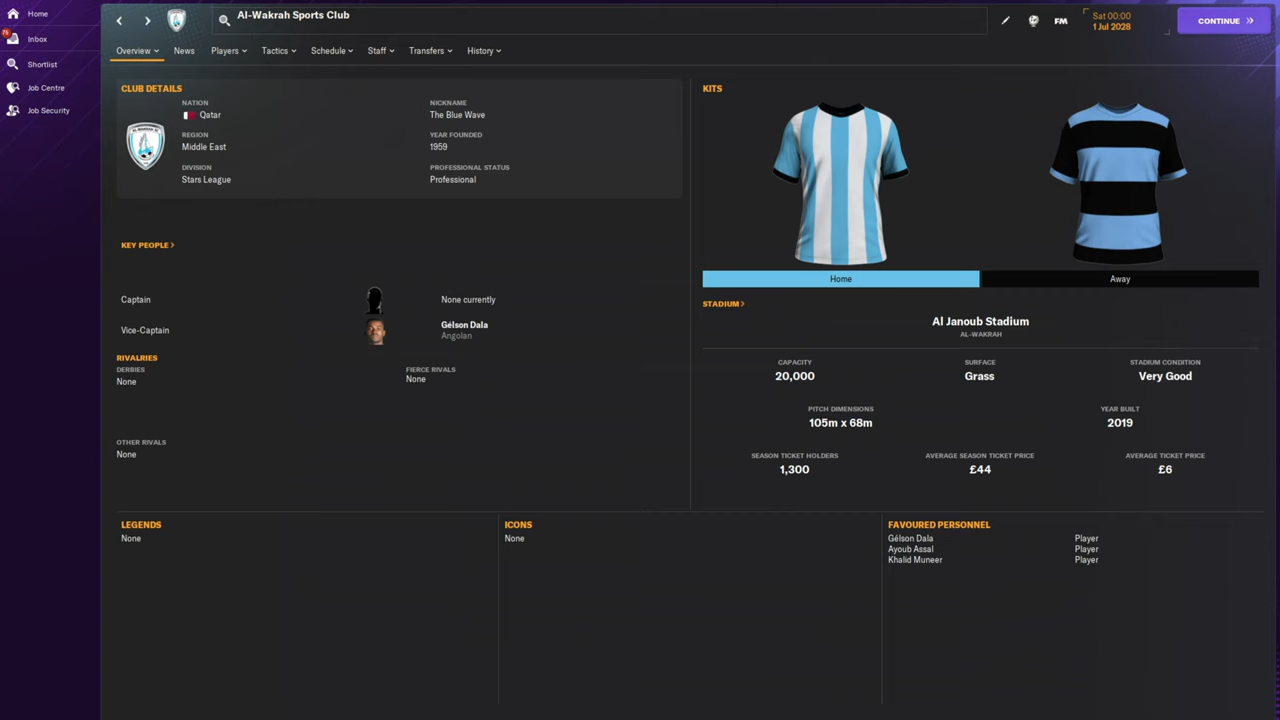 Home
Al-Wakrah Sports Club
FM
Sat 00:00
1 Jul 2028
CONTINUE
75
Inbox
Shortlist
Job Centre
Job Security
Overview
News
Players
Tactics
Schedule
Staff
Transfers
History
CLUB DETAILS
NATION
Qatar
NICKNAME
The Blue Wave
REGION
Middle East
YEAR FOUNDED
1959
DIVISION
Stars League
PROFESSIONAL STATUS
Professional
KEY PEOPLE
Captain
None currently
Vice-Captain
Gélson Dala
Angolan
RIVALRIES
DERBIES
None
FIERCE RIVALS
None
OTHER RIVALS
None
KITS
Home
Away
STADIUM
Al Janoub Stadium
AL-WAKRAH
CAPACITY
20,000
SURFACE
Grass
STADIUM CONDITION
Very Good
PITCH DIMENSIONS
105m x 68m
YEAR BUILT
2019
SEASON TICKET HOLDERS
1,300
AVERAGE SEASON TICKET PRICE
£44
AVERAGE TICKET PRICE
£6
LEGENDS
None
ICONS
None
FAVOURED PERSONNEL
Gélson Dala Player
Ayoub Assal Player
Khalid Muneer Player